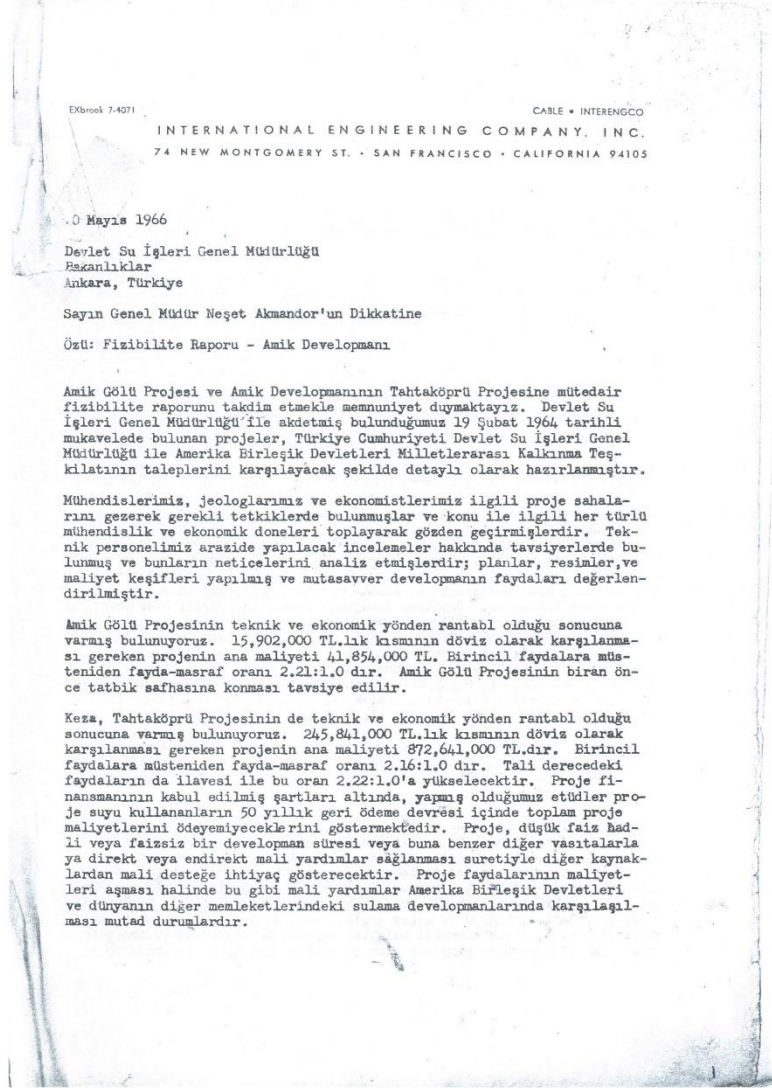 EXbrook 7-4071
CABLE • INTERENGCO
INTERNATIONAL ENGINEERING COMPANY, INC.
74 NEW MONTGOMERY ST. • SAN FRANCISCO • CALIFORNIA 94105
0 Mayıs 1966
Devlet Su İşleri Genel Müdürlüğü
Bakanlıklar
Ankara, Türkiye
Sayın Genel Müdür Neşet Akmandor'un Dikkatine
Özü: Fizibilite Raporu - Amik Developmanı
Amik Gölü Projesi ve Amik Developmanının Tahtaköprü Projesine mütedair
fizibilite raporunu takdim etmekle memnuniyet duymaktayız. Devlet Su
İşleri Genel Müdürlüğü ile akdetmiş bulunduğumuz 19 Şubat 1964 tarihli
mukavelede bulunan projeler, Türkiye Cumhuriyeti Devlet Su İşleri Genel
Müdürlüğü ile Amerika Birleşik Devletleri Milletlerarası Kalkınma Teş-
kilatının taleplerini karşılayacak şekilde detaylı olarak hazırlanmıştır.
Mühendislerimiz, jeologlarımız ve ekonomistlerimiz ilgili proje sahala-
rını gezerek gerekli tetkiklerde bulunmuşlar ve konu ile ilgili her türlü
mühendislik ve ekonomik doneleri toplayarak gözden geçirmişlerdir. Tek-
nik personelimiz arazide yapılacak incelemeler hakkında tavsiyerlerde bu-
lunmuş ve bunların neticelerini analiz etmişlerdir; planlar, resimler,ve
maliyet keşifleri yapılmış ve mutasavver developmanın faydaları değerlen-
dirilmiştir.
Amik Gölü Projesinin teknik ve ekonomik yönden rantabl olduğu sonucuna
varmış bulunuyoruz. 15,902,000 TL.lık kısmının döviz olarak karşılanma-
sı gereken projenin ana maliyeti 41,854,000 TL. Birincil faydalara müs-
teniden fayda-masraf oranı 2.21:1.0 dır. Amik Gölü Projesinin biran ön-
ce tatbik safhasına konması tavsiye edilir.
Keza, Tahtaköprü Projesinin de teknik ve ekonomik yönden rantabl olduğu
sonucuna varmış bulunuyoruz. 245,841,000 TL.lık kısmının döviz olarak
karşılanması gereken projenin ana maliyeti 872,641,000 TL.dır. Birincil
faydalara müsteniden fayda-masraf oranı 2.16:1.0 dır. Tali derecedeki
faydaların da ilavesi ile bu oran 2.22:1.0'a yükselecektir. Proje fi-
nansmanının kabul edilmiş şartları altında, yapmış olduğumuz etüdler pro-
je suyu kullananların 50 yıllık geri ödeme devresi içinde toplam proje
maliyetlerini ödeyemiyeceklerini göstermektedir. Proje, düşük faiz had-
li veya faizsiz bir developman süresi veya buna benzer diğer vasıtalarla
ya direkt veya endirekt mali yardımlar sağlanması suretiyle diğer kaynak-
lardan mali desteğe ihtiyaç gösterecektir. Proje faydalarının maliyet-
leri aşması halinde bu gibi mali yardımlar Amerika Birleşik Devletleri
ve dünyanın diğer memleketlerindeki sulama developmanlarında karşılaşıl-
ması mutad durumlardır.